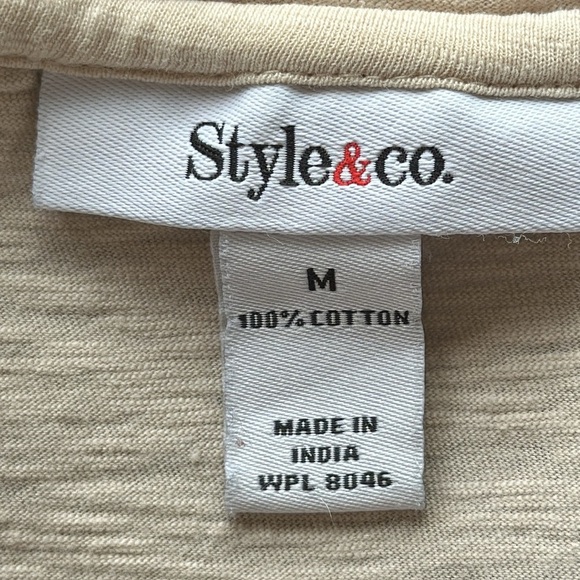 Style&co.
M
100% COTTON
MADE IN
INDIA
WPL 8046